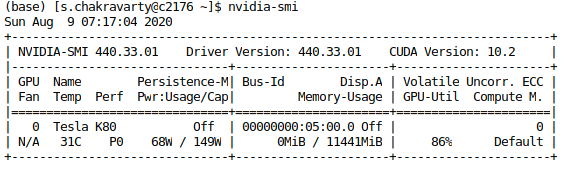 (base) [s.chakravarty@c2176 ~]$ nvidia-smi
Sun Aug  9 07:17:04 2020
+-----------------------------------------------------------------------------+
| NVIDIA-SMI 440.33.01    Driver Version: 440.33.01    CUDA Version: 10.2     |
|-------------------------------+----------------------+----------------------+
| GPU  Name        Persistence-M| Bus-Id        Disp.A | Volatile Uncorr. ECC |
| Fan  Temp  Perf  Pwr:Usage/Cap|         Memory-Usage | GPU-Util  Compute M. |
|===============================+======================+======================|
|   0  Tesla K80           Off  | 00000000:05:00.0 Off |                    0 |
| N/A   31C    P0    68W / 149W |      0MiB / 11441MiB |     86%      Default |
+-------------------------------+----------------------+----------------------+